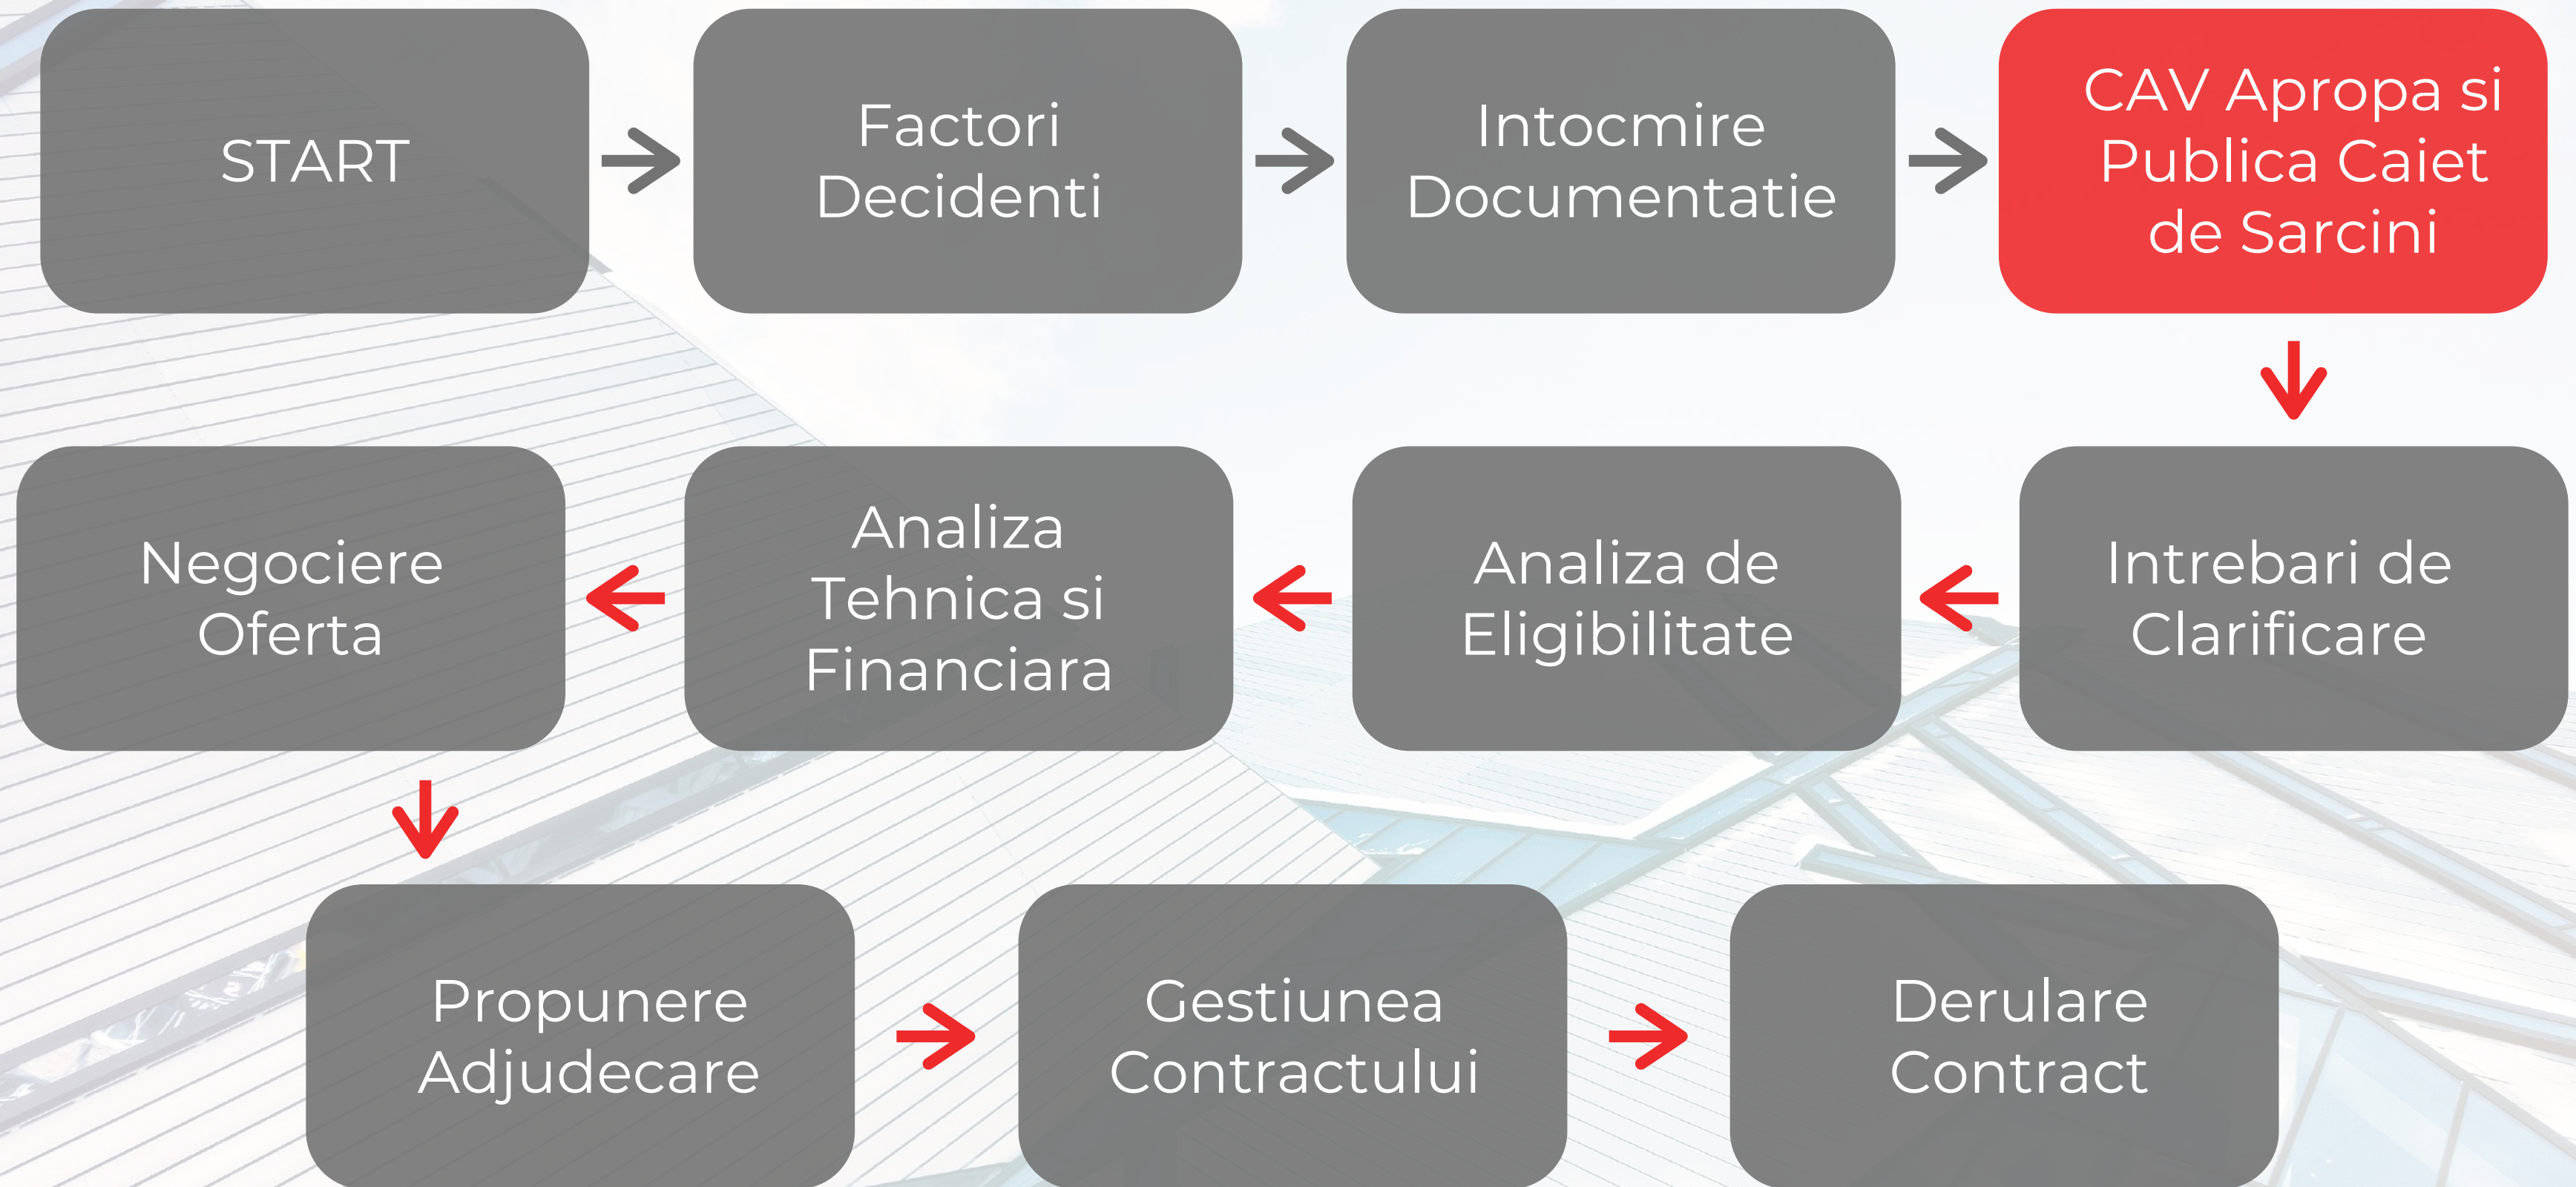 START
Factori
Decidenti
Intocmire
Documentatie
CAV Apropa si
Publica Caiet
de Sarcini
Intrebari de
Clarificare
Analiza de
Eligibilitate
Analiza
Tehnica si
Financiara
Negociere
Oferta
Propunere
Adjudecare
Gestiunea
Contractului
Derulare
Contract